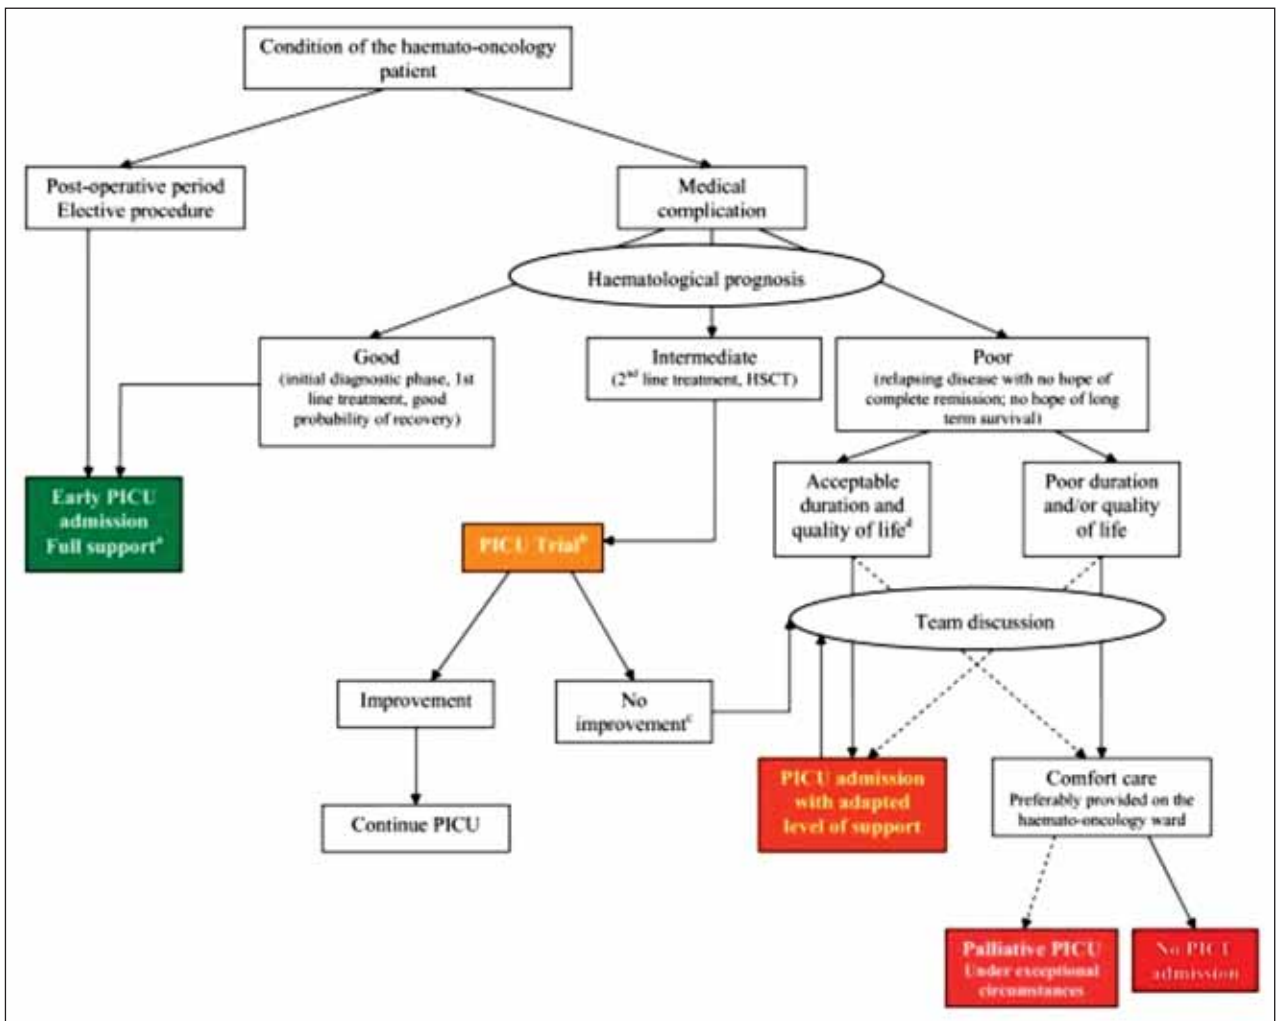 Condition of the haemato-oncology
patient
Post-operative period
Elective procedure
Medical
complication
Haematological prognosis
Good
(initial diagnostic phase, 1st
line treatment, good
probability of recovery)
Intermediate
(2nd line treatment, HSCT)
Poor
(relapsing disease with no hope of
complete remission; no hope of long
term survival)
Early PICU
admission
Full supportª
PICU Trialᵇ
Acceptable
duration and
quality of lifeᵈ
Poor duration
and/or quality
of life
Team discussion
Improvement
No
improvementᶜ
Continue PICU
PICU admission
with adapted
level of support
Comfort care
Preferably provided on the
haemato-oncology ward
Palliative PICU
Under exceptional
circumstances
No PICU
admission